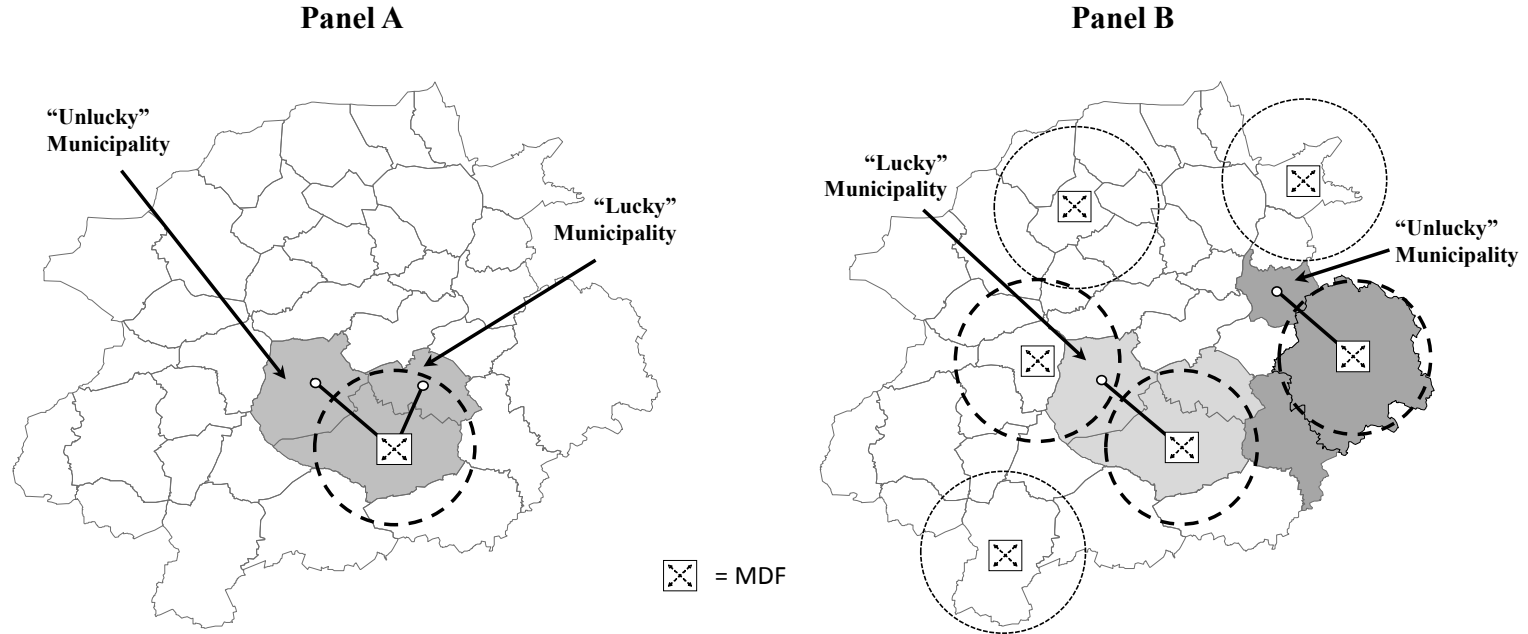 Panel A
“Unlucky”
Municipality
“Lucky”
Municipality
Panel B
“Lucky”
Municipality
“Unlucky”
Municipality
= MDF